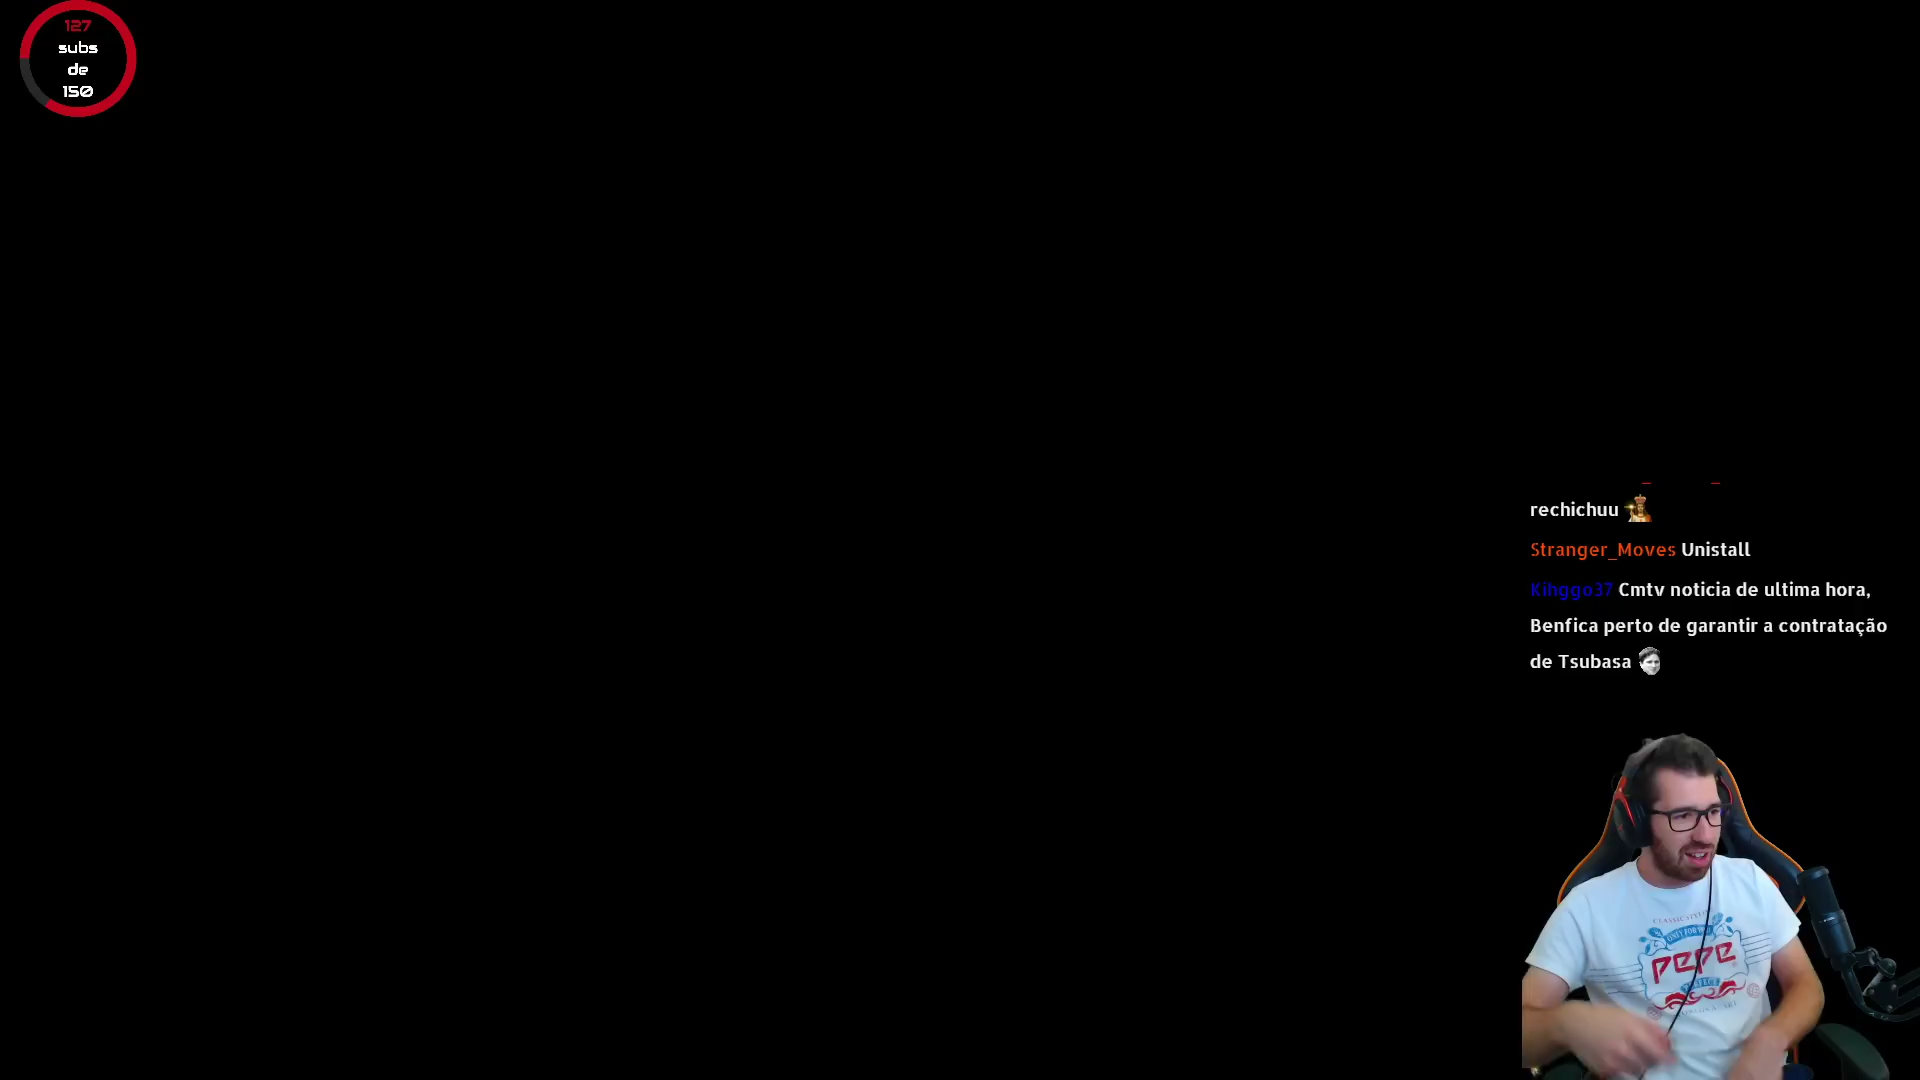 127
subs
de
150
rechichuu
Stranger_Moves Unistall
Kihggo37 Cmtv noticia de ultima hora,
Benfica perto de garantir a contratação
de Tsubasa
pepe